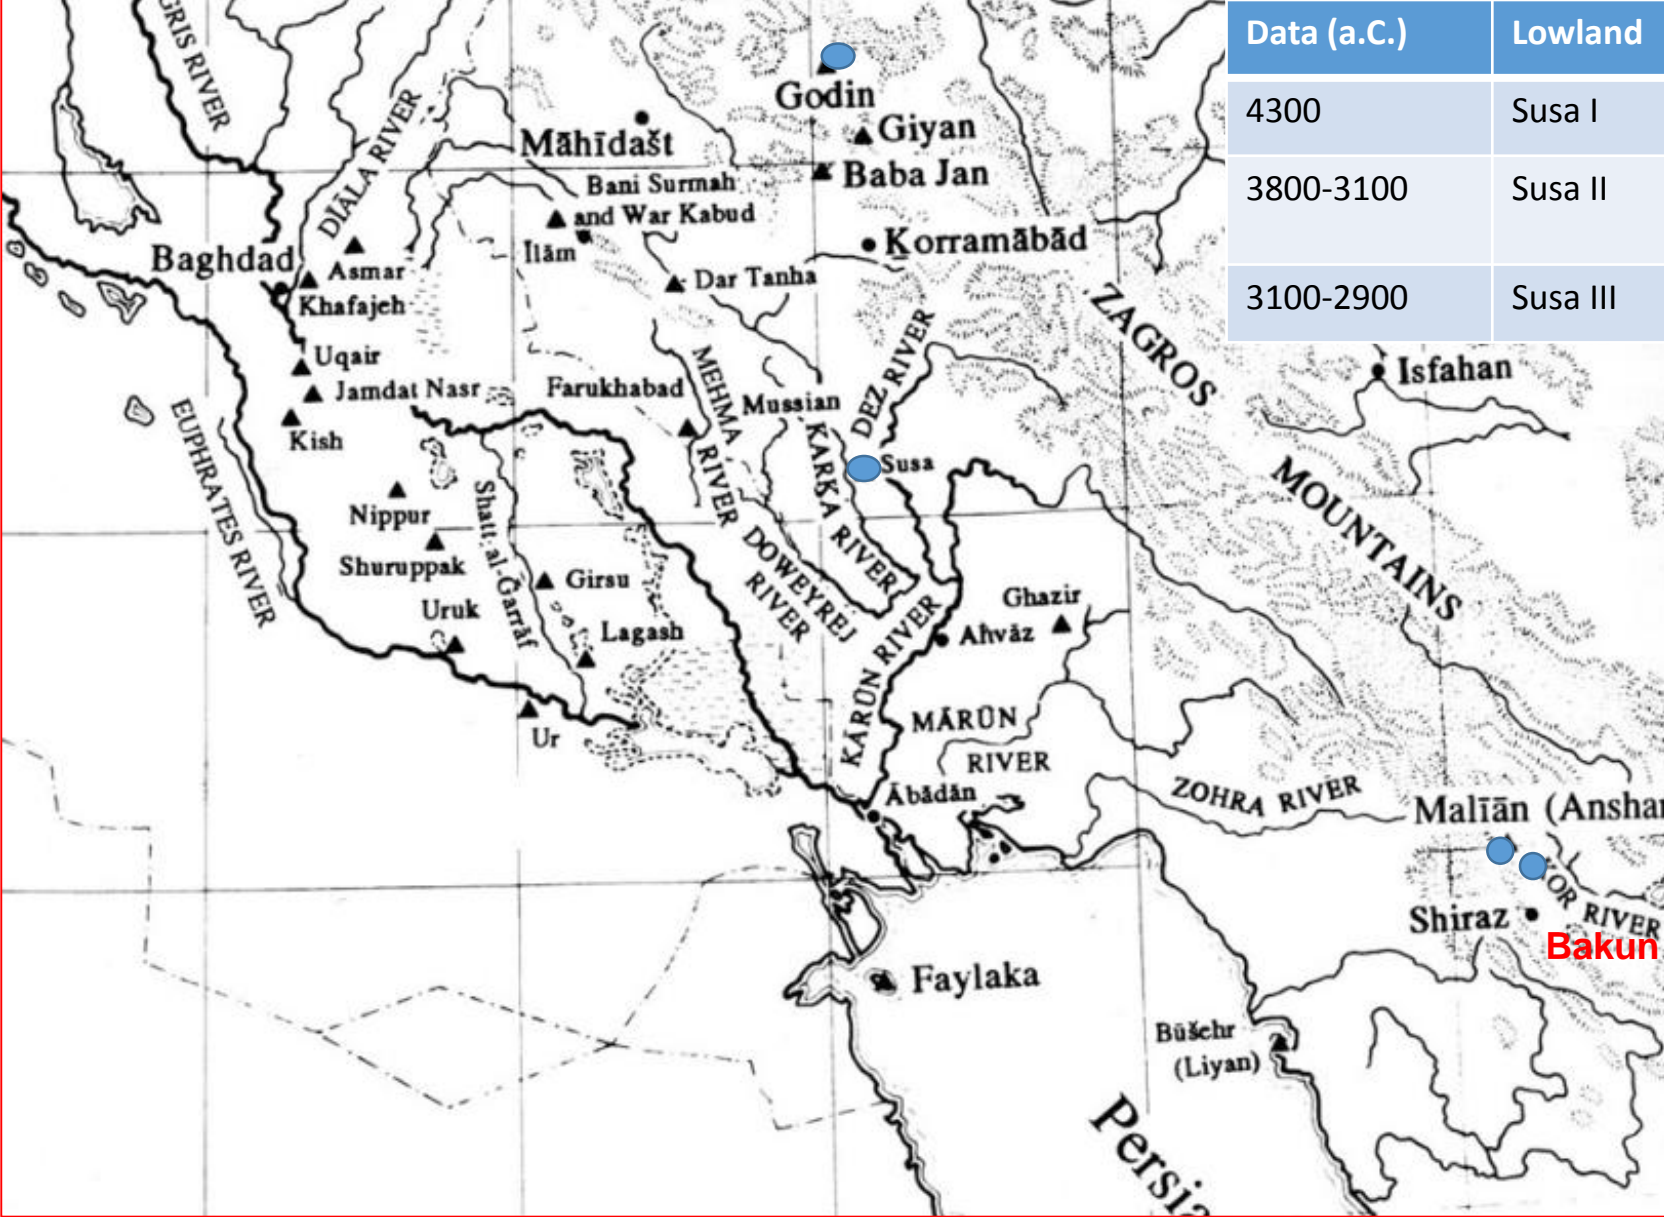 Data (a.C.) Lowland
4300 Susa I
3800-3100 Susa II
3100-2900 Susa III
GRIS RIVER
DIĀLA RIVER
Godin
Giyan
Māhīdašt
Baba Jan
Bani Surmah
and War Kabud
Īlām
Korramābād
Baghdad
Asmar
Khafajeh
Dar Tanha
ZAGROS
MOUNTAINS
Uqair
Jamdat Nasr
Kish
Farukhabad
MEHMA
RIVER
Mussian
DEZ RIVER
KARKA RIVER
Isfahan
EUPHRATES RIVER
Susa
Nippur
Shatt al-Ḡarrāf
DOWEYREJ
RIVER
Shuruppak
Girsu
Uruk
Lagash
Ghazir
Ahvāz
KĀRŪN RIVER
MĀRŪN
RIVER
Ur
Ābādān
ZOHRA RIVER
Malīān (Anshan
KOR RIVER
Shiraz
Bakun
Faylaka
Būšehr
(Liyan)
Persia